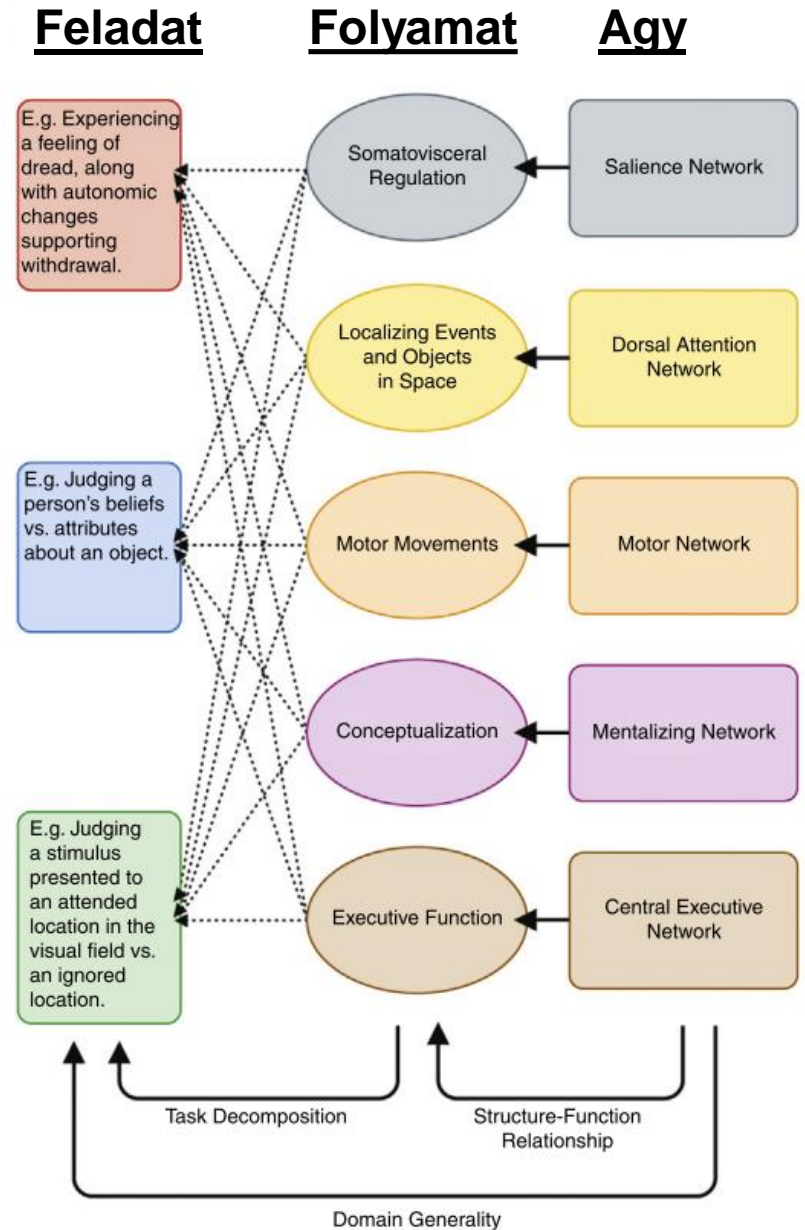 Feladat Folyamat Agy
E.g. Experiencing
a feeling of
dread, along
with autonomic
changes
supporting
withdrawal.
Somatovisceral
Regulation
Salience Network
Localizing Events
and Objects
in Space
Dorsal Attention
Network
E.g. Judging a
person's beliefs
vs. attributes
about an object.
Motor Movements
Motor Network
Conceptualization
Mentalizing Network
E.g. Judging
a stimulus
presented to
an attended
location in the
visual field vs.
an ignored
location.
Executive Function
Central Executive
Network
Task Decomposition
Structure-Function
Relationship
Domain Generality